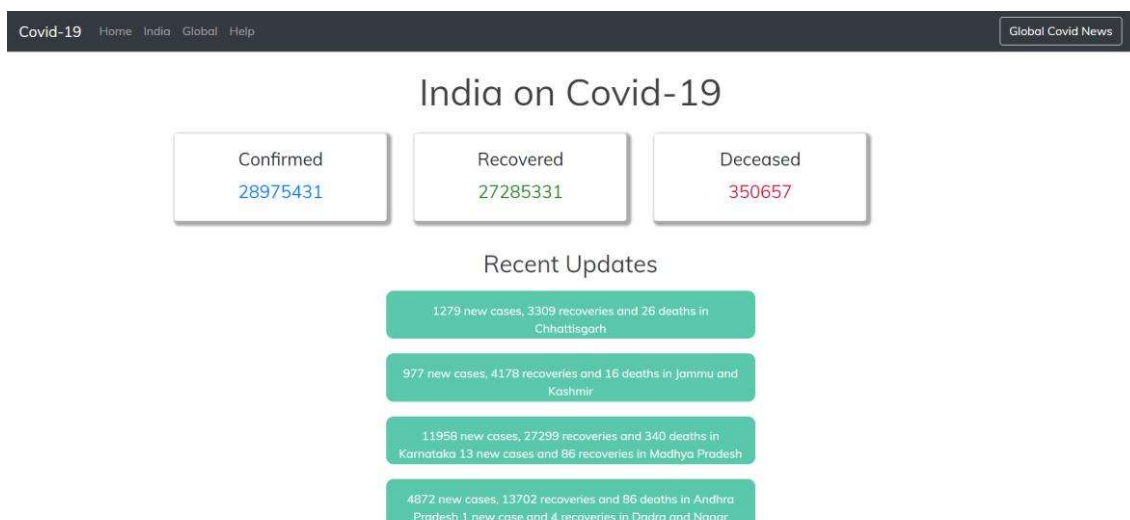 Covid-19 Home India Global Help Global Covid News
India on Covid-19
Confirmed Recovered Deceased
28975431 27285331 350657
Recent Updates
1279 new cases, 3309 recoveries and 26 deaths in
Chhattisgarh
977 new cases, 4178 recoveries and 16 deaths in Jammu and
Kashmir
11958 new cases, 27299 recoveries and 340 deaths in
Karnataka 13 new cases and 86 recoveries in Madhya Pradesh
4872 new cases, 13702 recoveries and 86 deaths in Andhra
Pradesh 1 new case and 4 recoveries in Dadra and Nagar